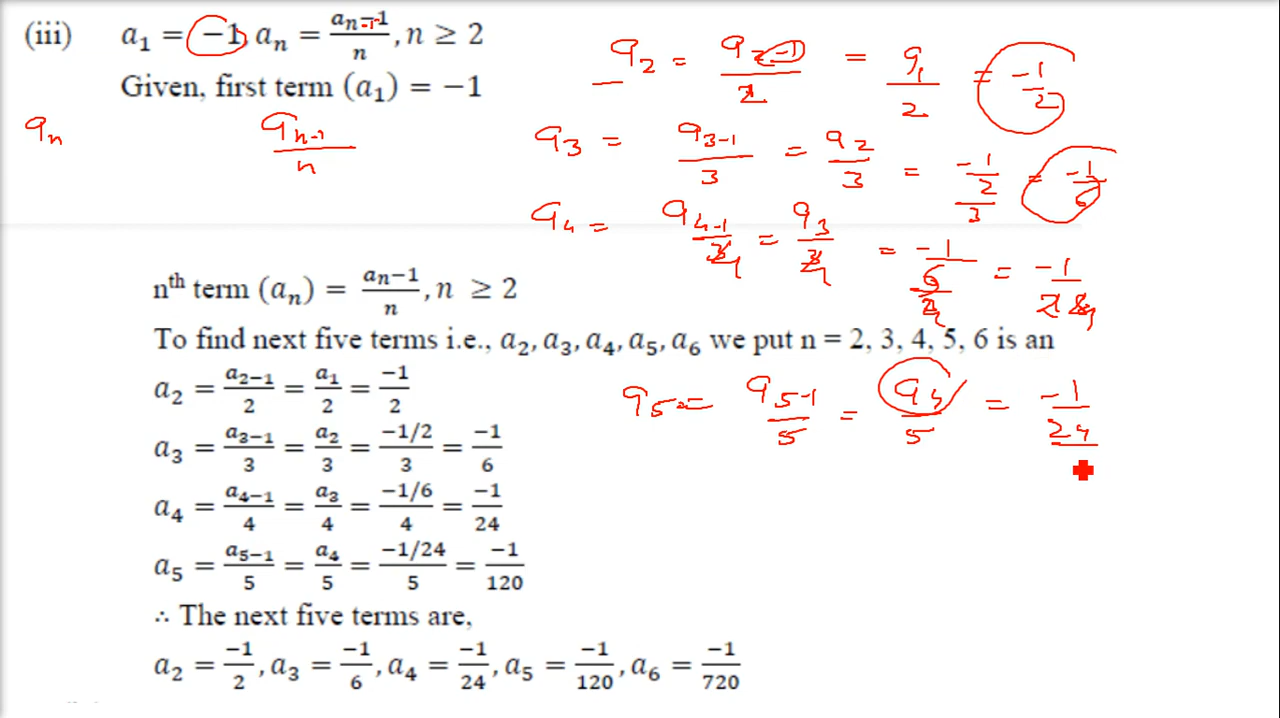 (iii) a₁ = −1, aₙ = aₙ₋₁/n, n ≥ 2
Given, first term (a₁) = −1
aₙ aₙ₋₁/n
a₂ = a₂₋₁/2 = a₁/2 = -1/2
a₃ = a₃₋₁/3 = a₂/3 = (-1/2)/3 = -1/6
a₄ = a₄₋₁/4 = a₃/4 = (-1/6)/4 = -1/24
nᵗʰ term (aₙ) = aₙ₋₁/n, n ≥ 2
To find next five terms i.e., a₂, a₃, a₄, a₅, a₆ we put n = 2, 3, 4, 5, 6 is an
a₅ = a₅₋₁/5 = a₄/5 = -1/24
a₂ = a₂₋₁/2 = a₁/2 = −1/2
a₃ = a₃₋₁/3 = a₂/3 = (−1/2)/3 = −1/6
a₄ = a₄₋₁/4 = a₃/4 = (−1/6)/4 = −1/24
a₅ = a₅₋₁/5 = a₄/5 = (−1/24)/5 = −1/120
∴ The next five terms are,
a₂ = −1/2, a₃ = −1/6, a₄ = −1/24, a₅ = −1/120, a₆ = −1/720